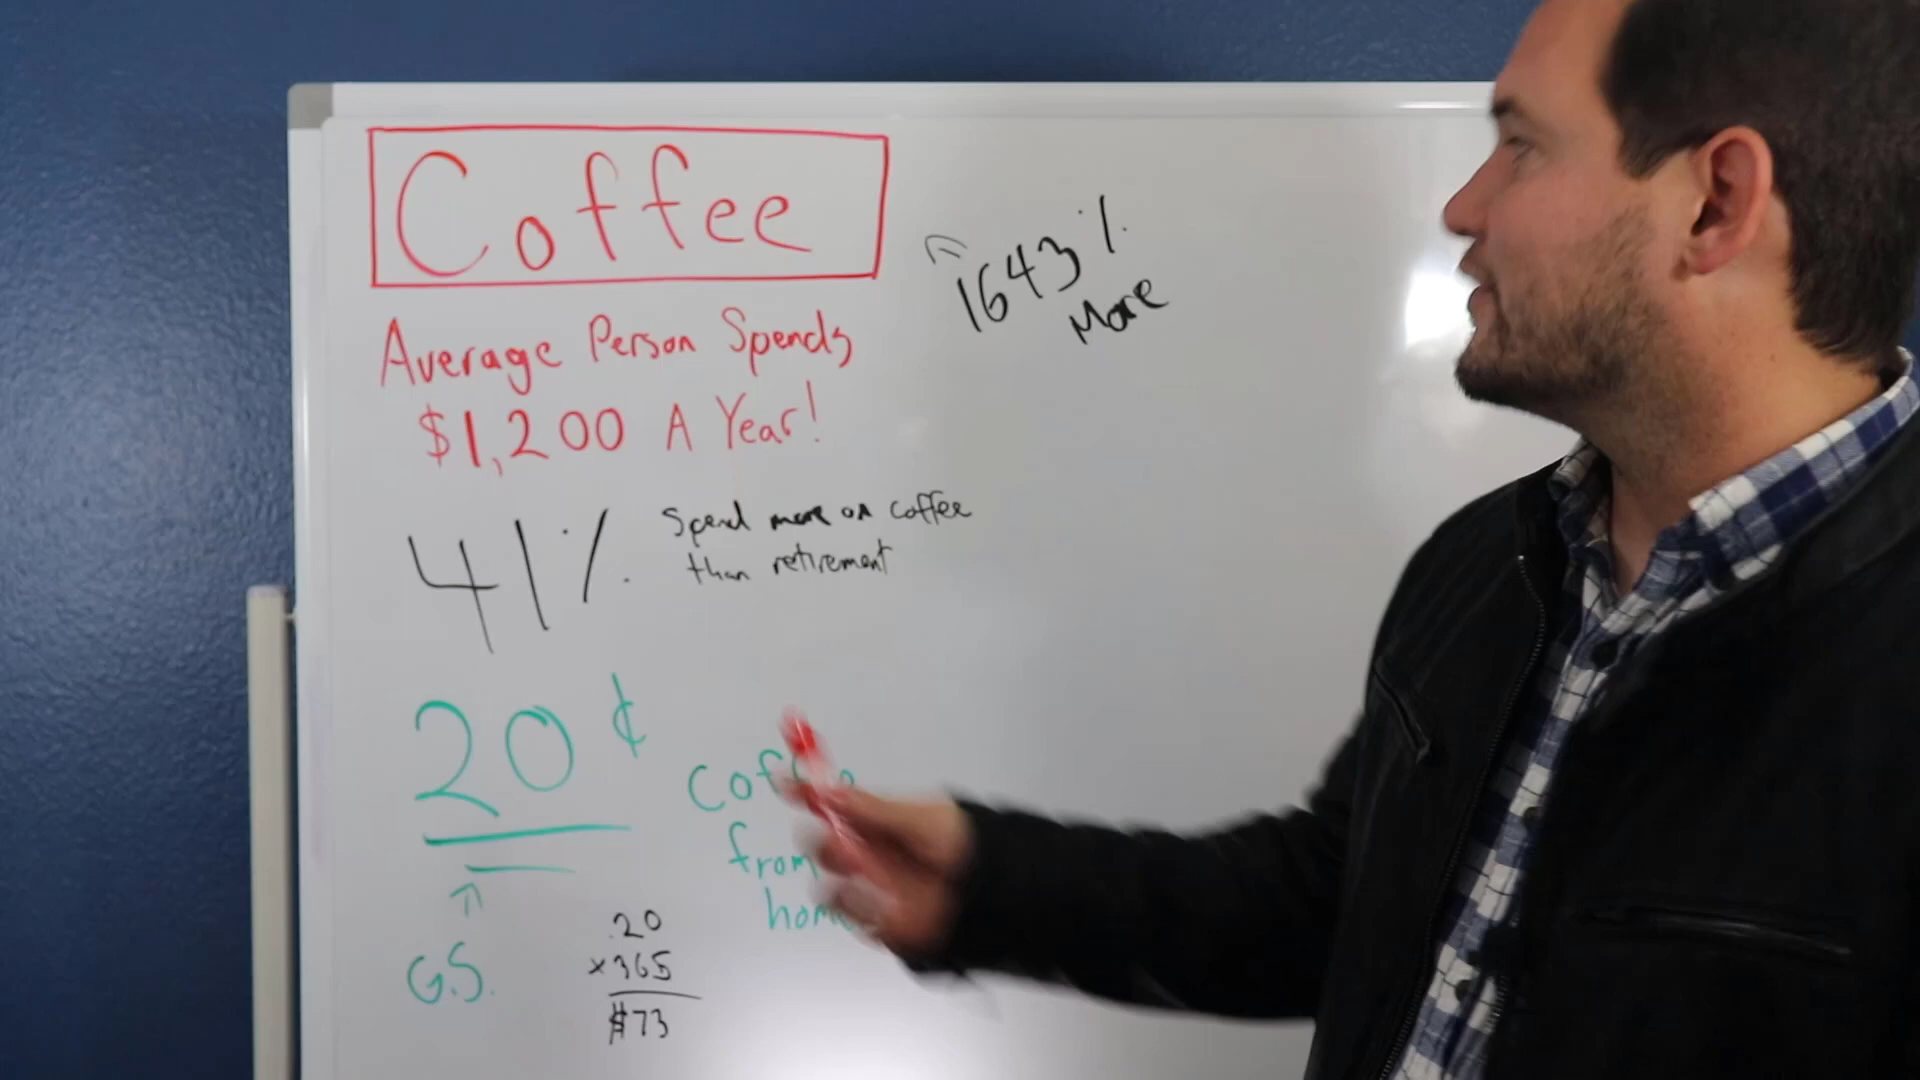 Coffee
1643%
More
Average Person Spends
$1,200 A Year!
41%
Spend more on coffee
than retirement
20¢
Coffee
from
home
G.S.
.20
x365
$73